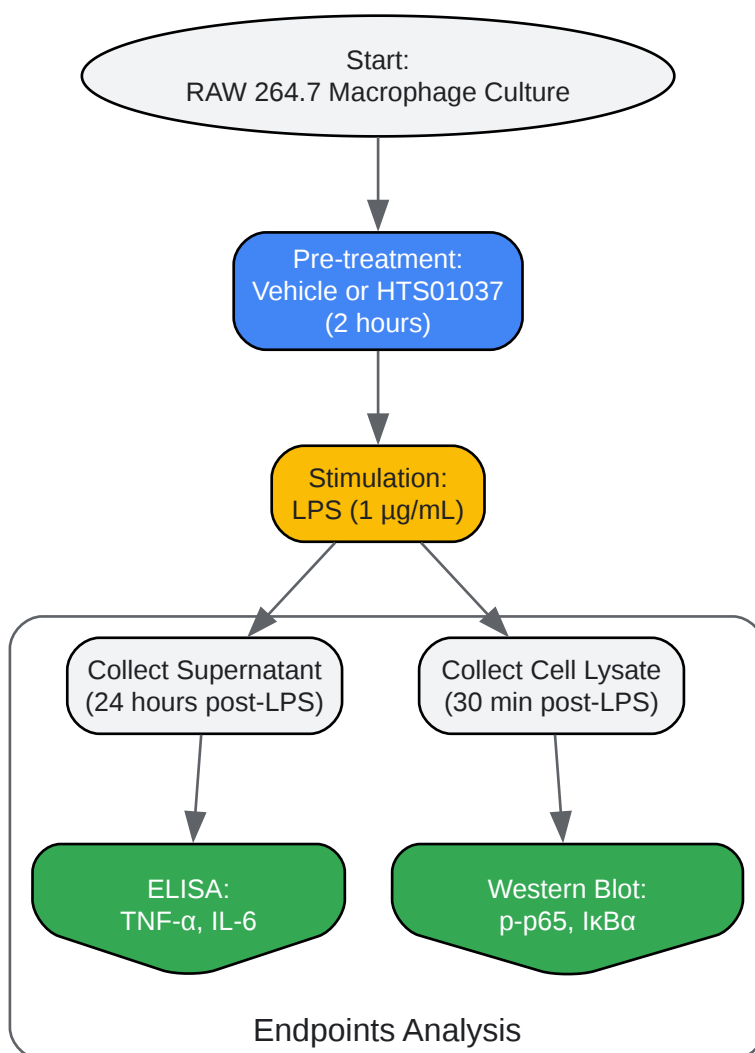 Start:
RAW 264.7 Macrophage Culture
Pre-treatment:
Vehicle or HTS01037
(2 hours)
Stimulation:
LPS (1 µg/mL)
Collect Supernatant
(24 hours post-LPS)
Collect Cell Lysate
(30 min post-LPS)
ELISA:
TNF-α, IL-6
Western Blot:
p-p65, IκBα
Endpoints Analysis